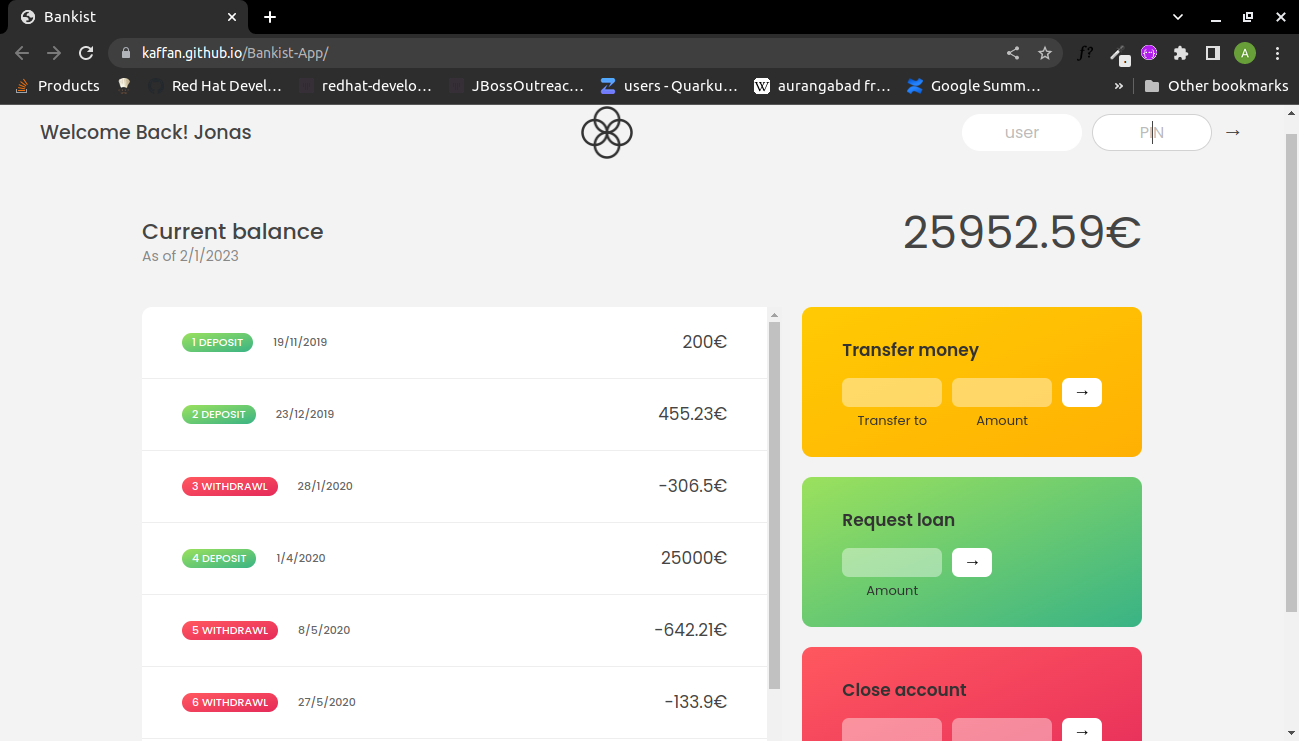 Bankist
kaffan.github.io/Bankist-App/
f?
A
Products
Red Hat Devel...
redhat-develo...
JBossOutreac...
users - Quarku...
W
aurangabad fr...
Google Summ...
»
Other bookmarks
Welcome Back! Jonas
user
PIN
→
Current balance
25952.59€
As of 2/1/2023
1 DEPOSIT 19/11/2019 200€
2 DEPOSIT 23/12/2019 455.23€
3 WITHDRAWL 28/1/2020 -306.5€
4 DEPOSIT 1/4/2020 25000€
5 WITHDRAWL 8/5/2020 -642.21€
6 WITHDRAWL 27/5/2020 -133.9€
Transfer money
→
Transfer to Amount
Request loan
→
Amount
Close account
→